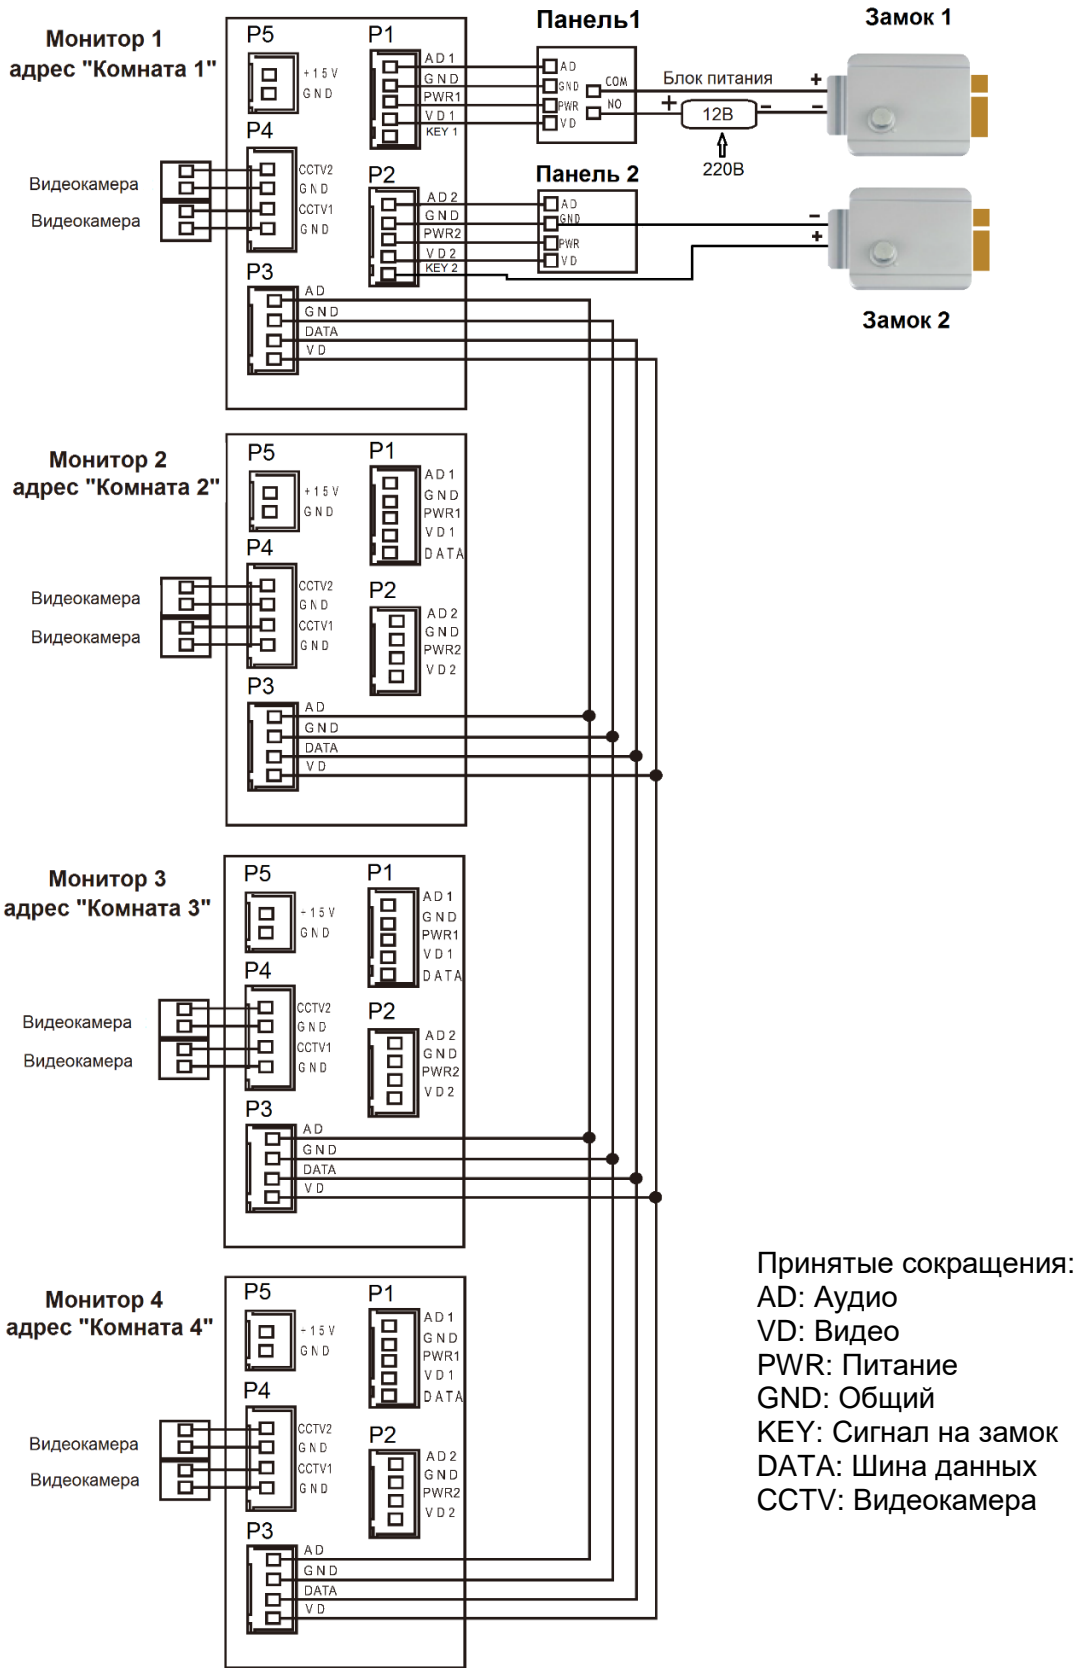 Монитор 1
адрес "Комната 1"
P5
+15V
GND
P1
AD1
GND
PWR1
VD1
KEY 1
Панель1
AD
GND
PWR
VD
COM
NO
Блок питания
+
12В
−
220В
Замок 1
+
−
P4
CCTV2
GND
CCTV1
GND
Видеокамера
Видеокамера
P2
AD2
GND
PWR2
VD2
KEY 2
Панель 2
AD
GND
PWR
VD
−
+
Замок 2
P3
AD
GND
DATA
VD
Монитор 2
адрес "Комната 2"
P5
+15V
GND
P1
AD1
GND
PWR1
VD1
DATA
P4
CCTV2
GND
CCTV1
GND
Видеокамера
Видеокамера
P2
AD2
GND
PWR2
VD2
P3
AD
GND
DATA
VD
Монитор 3
адрес "Комната 3"
P5
-15V
GND
P1
AD1
GND
PWR1
VD1
DATA
P4
CCTV2
GND
CCTV1
GND
Видеокамера
Видеокамера
P2
AD2
GND
PWR2
VD2
P3
AD
GND
DATA
VD
Монитор 4
адрес "Комната 4"
P5
-15V
GND
P1
AD1
GND
PWR1
VD1
DATA
P4
CCTV2
GND
CCTV1
GND
Видеокамера
Видеокамера
P2
AD2
GND
PWR2
VD2
P3
AD
GND
DATA
VD
Принятые сокращения:
AD: Аудио
VD: Видео
PWR: Питание
GND: Общий
KEY: Сигнал на замок
DATA: Шина данных
CCTV: Видеокамера